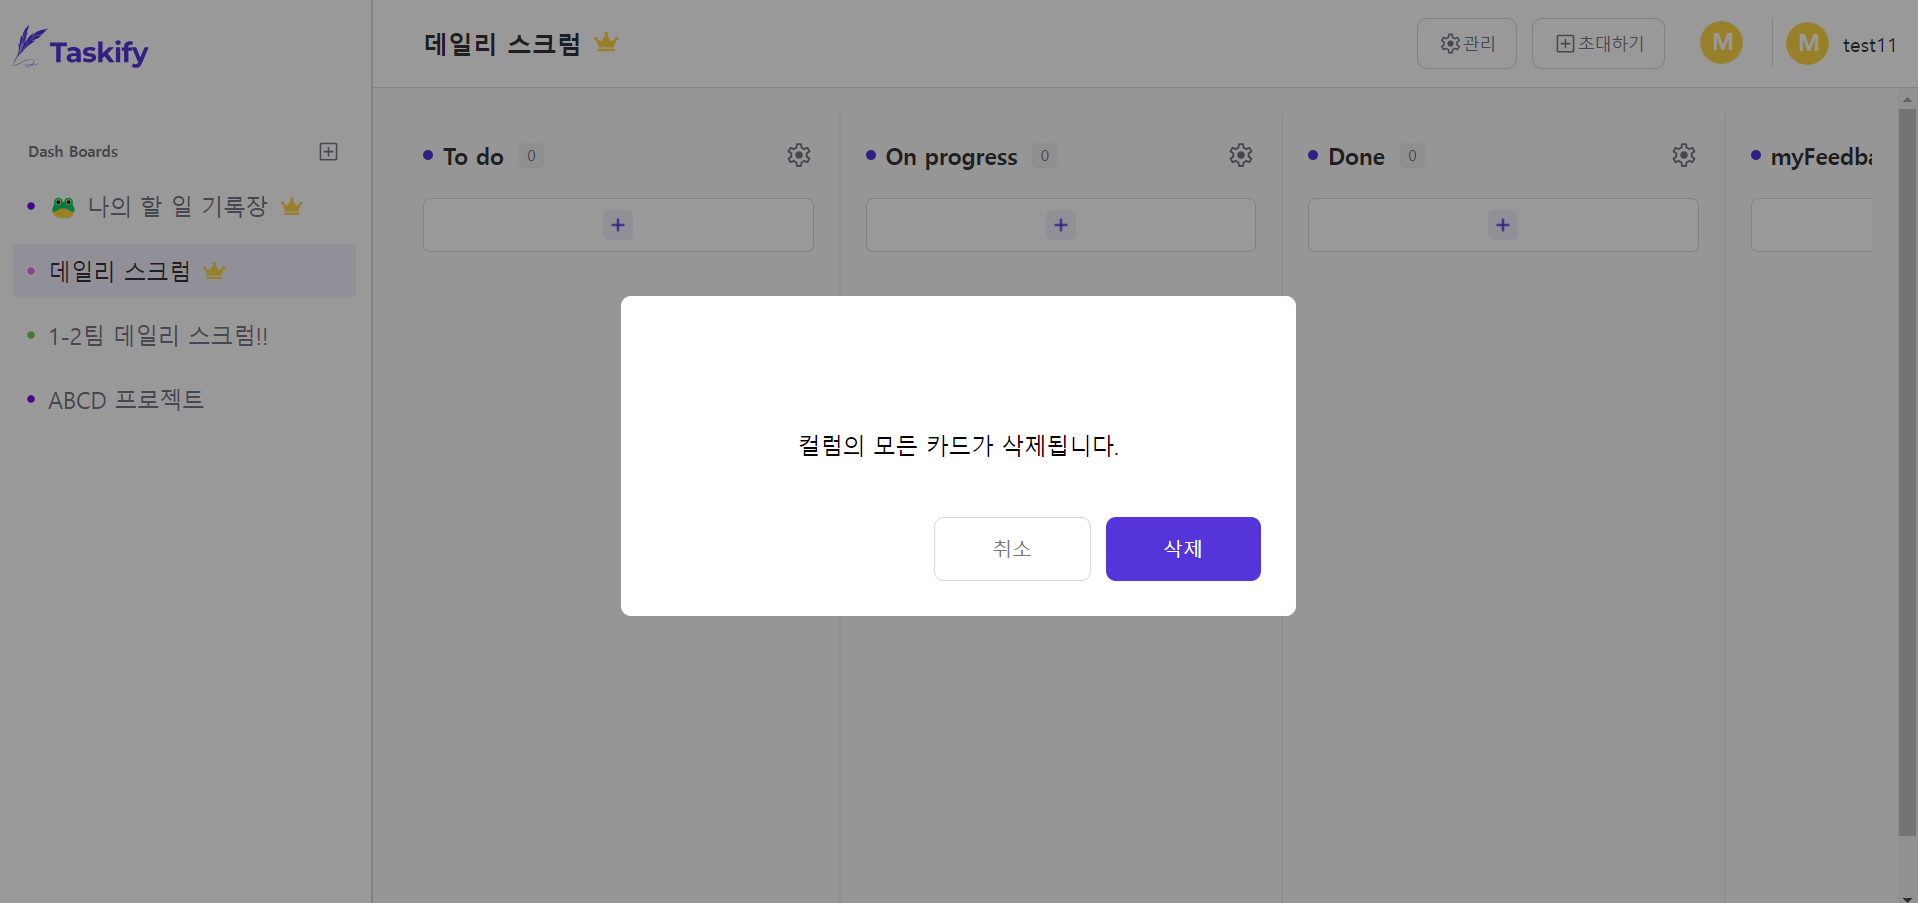 Taskify
데일리 스크럼
관리
초대하기
M
M
test11
Dash Boards
나의 할 일 기록장
데일리 스크럼
1-2팀 데일리 스크럼!!
ABCD 프로젝트
To do 0
On progress 0
Done 0
myFeedba
컬럼의 모든 카드가 삭제됩니다.
취소
삭제